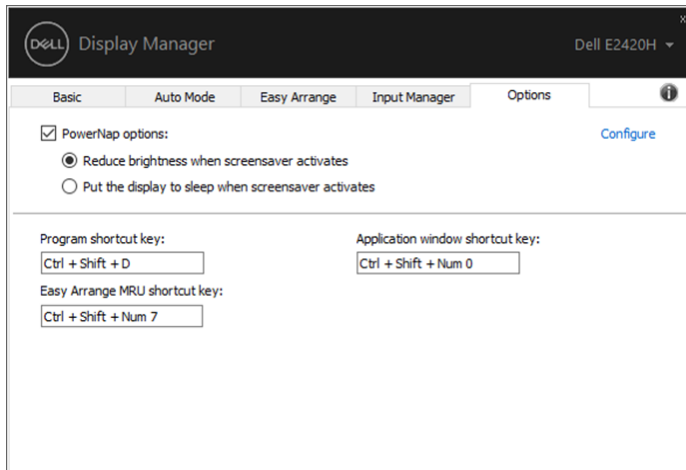 x
DELL Display Manager Dell E2420H
Basic Auto Mode Easy Arrange Input Manager Options i
PowerNap options: Configure
Reduce brightness when screensaver activates
Put the display to sleep when screensaver activates
Program shortcut key: Application window shortcut key:
Ctrl + Shift + D Ctrl + Shift + Num 0
Easy Arrange MRU shortcut key:
Ctrl + Shift + Num 7